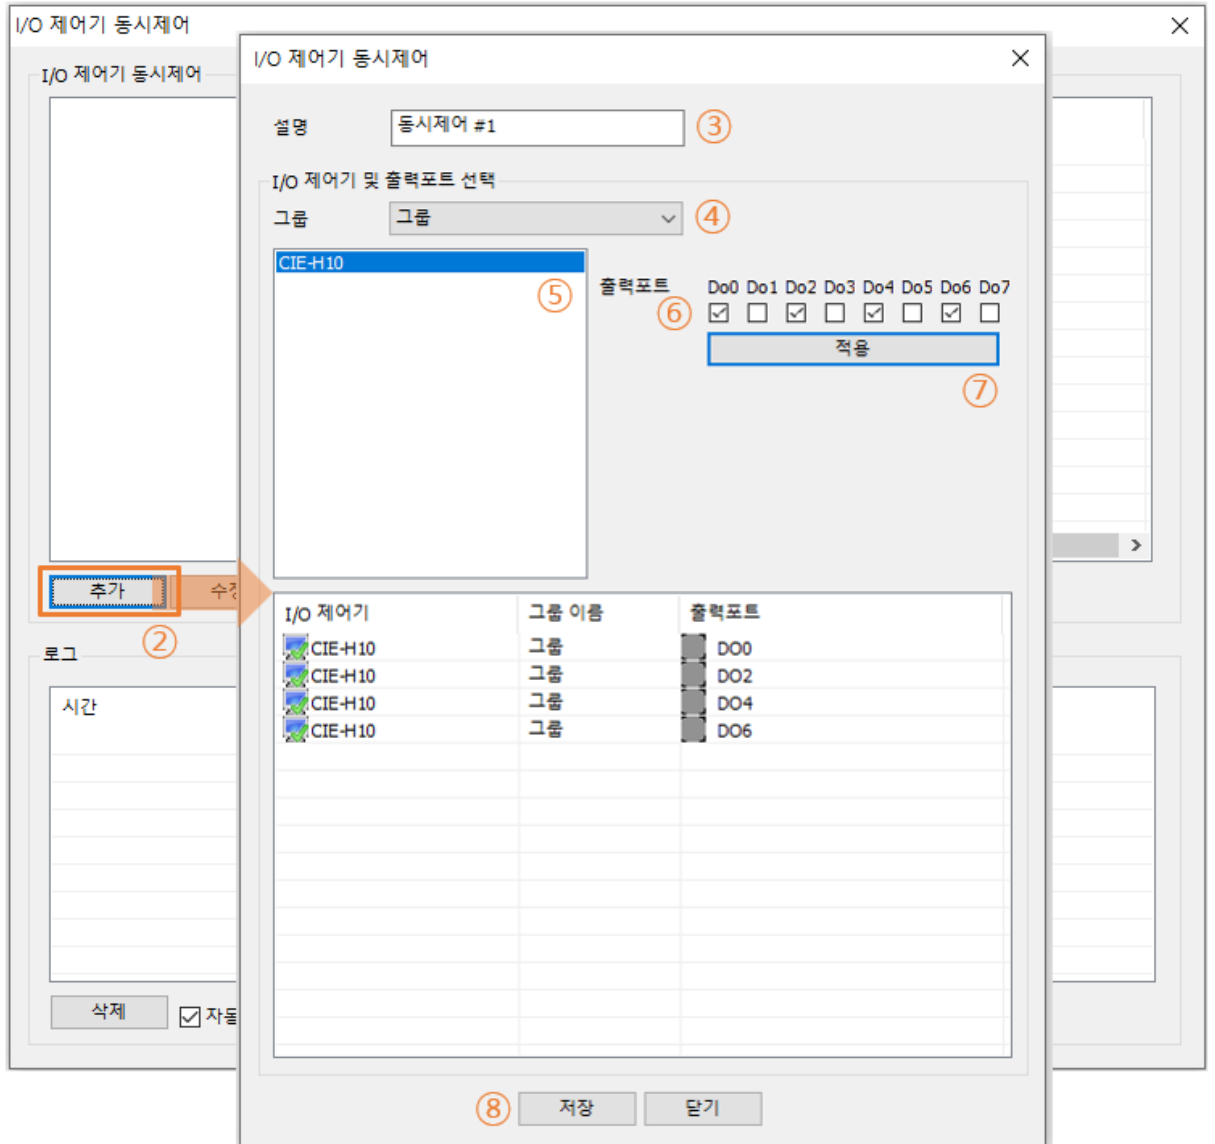 I/O 제어기 동시제어
I/O 제어기 동시제어
I/O 제어기 동시제어
설명 동시제어 #1 ③
I/O 제어기 및 출력포트 선택
그룹 그룹 ④
CIE-H10
⑤
출력포트 Do0 Do1 Do2 Do3 Do4 Do5 Do6 Do7
⑥
적용
⑦
추가
②
I/O 제어기 그룹 이름 출력포트
CIE-H10 그룹 DO0
CIE-H10 그룹 DO2
CIE-H10 그룹 DO4
CIE-H10 그룹 DO6
로그
시간
삭제 자동
⑧ 저장 닫기